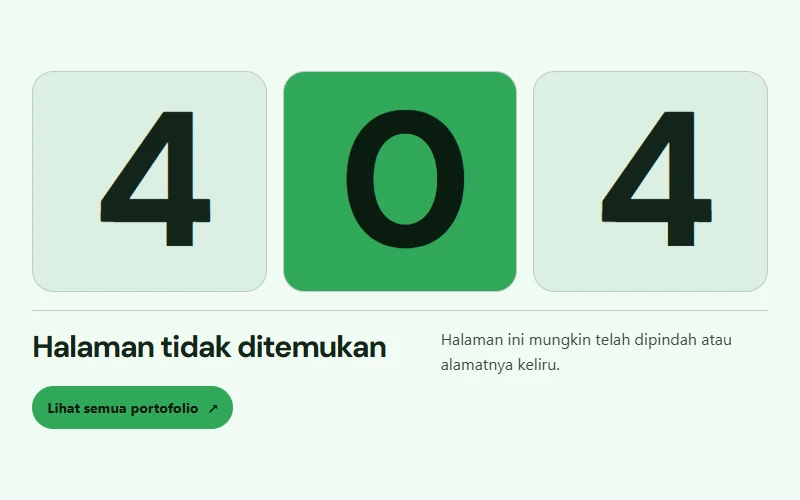 4 0 4
Halaman tidak ditemukan
Halaman ini mungkin telah dipindah atau
alamatnya keliru.
Lihat semua portofolio ↗